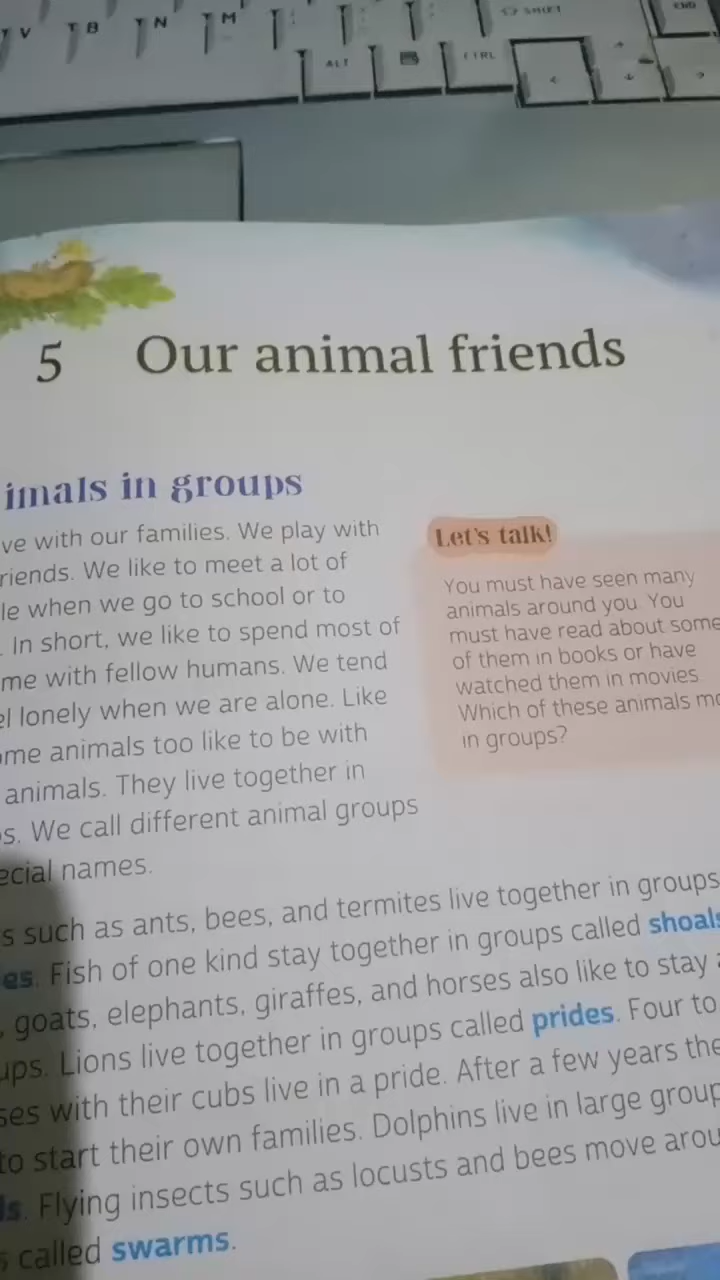 V B N M SHIFT END
ALT CTRL
5 Our animal friends
imals in groups
ve with our families. We play with
riends. We like to meet a lot of
le when we go to school or to
. In short, we like to spend most of
me with fellow humans. We tend
el lonely when we are alone. Like
ome animals too like to be with
animals. They live together in
s. We call different animal groups
ecial names.
Let's talk!
You must have seen many
animals around you. You
must have read about some
of them in books or have
watched them in movies.
Which of these animals mo
in groups?
s such as ants, bees, and termites live together in groups
es. Fish of one kind stay together in groups called shoals
, goats, elephants, giraffes, and horses also like to stay
ups. Lions live together in groups called prides. Four to
ses with their cubs live in a pride. After a few years the
to start their own families. Dolphins live in large group
ls. Flying insects such as locusts and bees move arou
s called swarms.